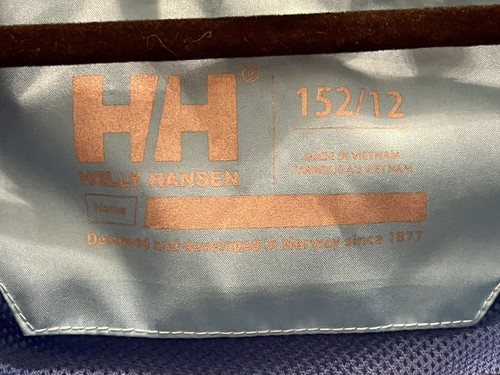 HH®
HELLY HANSEN
152/12
MADE IN VIETNAM
Name
Designed and developed in Norway since 1877